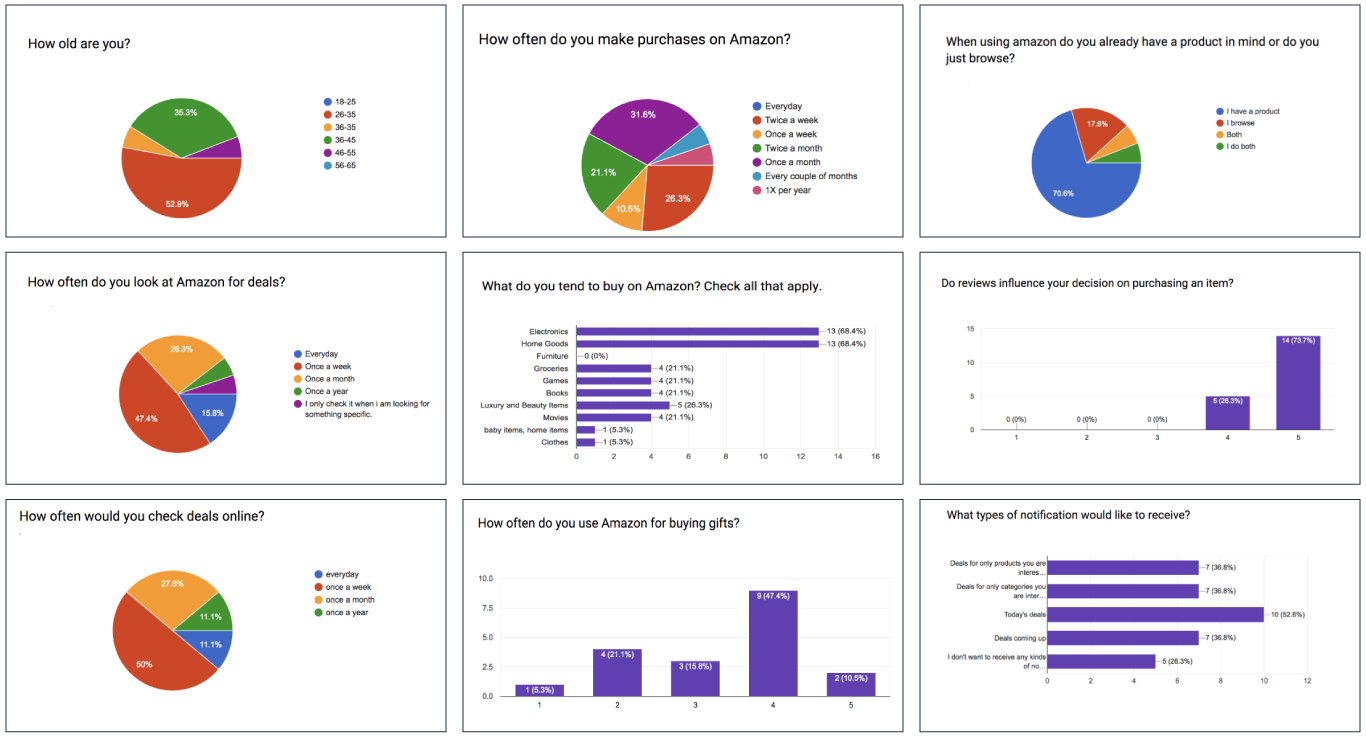 How old are you?
35.3%
52.9%
18-25
26-35
36-35
36-45
46-55
56-65
How often do you make purchases on Amazon?
31.6%
21.1%
10.5%
26.3%
Everyday
Twice a week
Once a week
Twice a month
Once a month
Every couple of months
1X per year
When using amazon do you already have a product in mind or do you
just browse?
17.6%
70.6%
I have a product
I browse
Both
I do both
How often do you look at Amazon for deals?
26.3%
47.4%
15.8%
Everyday
Once a week
Once a month
Once a year
I only check it when i am looking for
something specific.
What do you tend to buy on Amazon? Check all that apply.
Electronics 13 (68.4%)
Home Goods 13 (68.4%)
Furniture 0 (0%)
Groceries 4 (21.1%)
Games 4 (21.1%)
Books 4 (21.1%)
Luxury and Beauty Items 5 (26.3%)
Movies 4 (21.1%)
baby items, home items 1 (5.3%)
Clothes 1 (5.3%)
0 2 4 6 8 10 12 14 16
Do reviews influence your decision on purchasing an item?
15
14 (73.7%)
10
5
5 (26.3%)
0 (0%) 0 (0%) 0 (0%)
0
1 2 3 4 5
How often would you check deals online?
27.8%
11.1%
11.1%
50%
everyday
once a week
once a month
once a year
How often do you use Amazon for buying gifts?
10.0
9 (47.4%)
7.5
5.0
4 (21.1%)
3 (15.8%)
2.5
2 (10.5%)
1 (5.3%)
0.0
1 2 3 4 5
What types of notification would like to receive?
Deals for only products you are
interes... 7 (36.8%)
Deals for only categories you
are inter... 7 (36.8%)
Today's deals 10 (52.6%)
Deals coming up 7 (36.8%)
I don't want to receive any kinds
of no... 5 (26.3%)
0 2 4 6 8 10 12